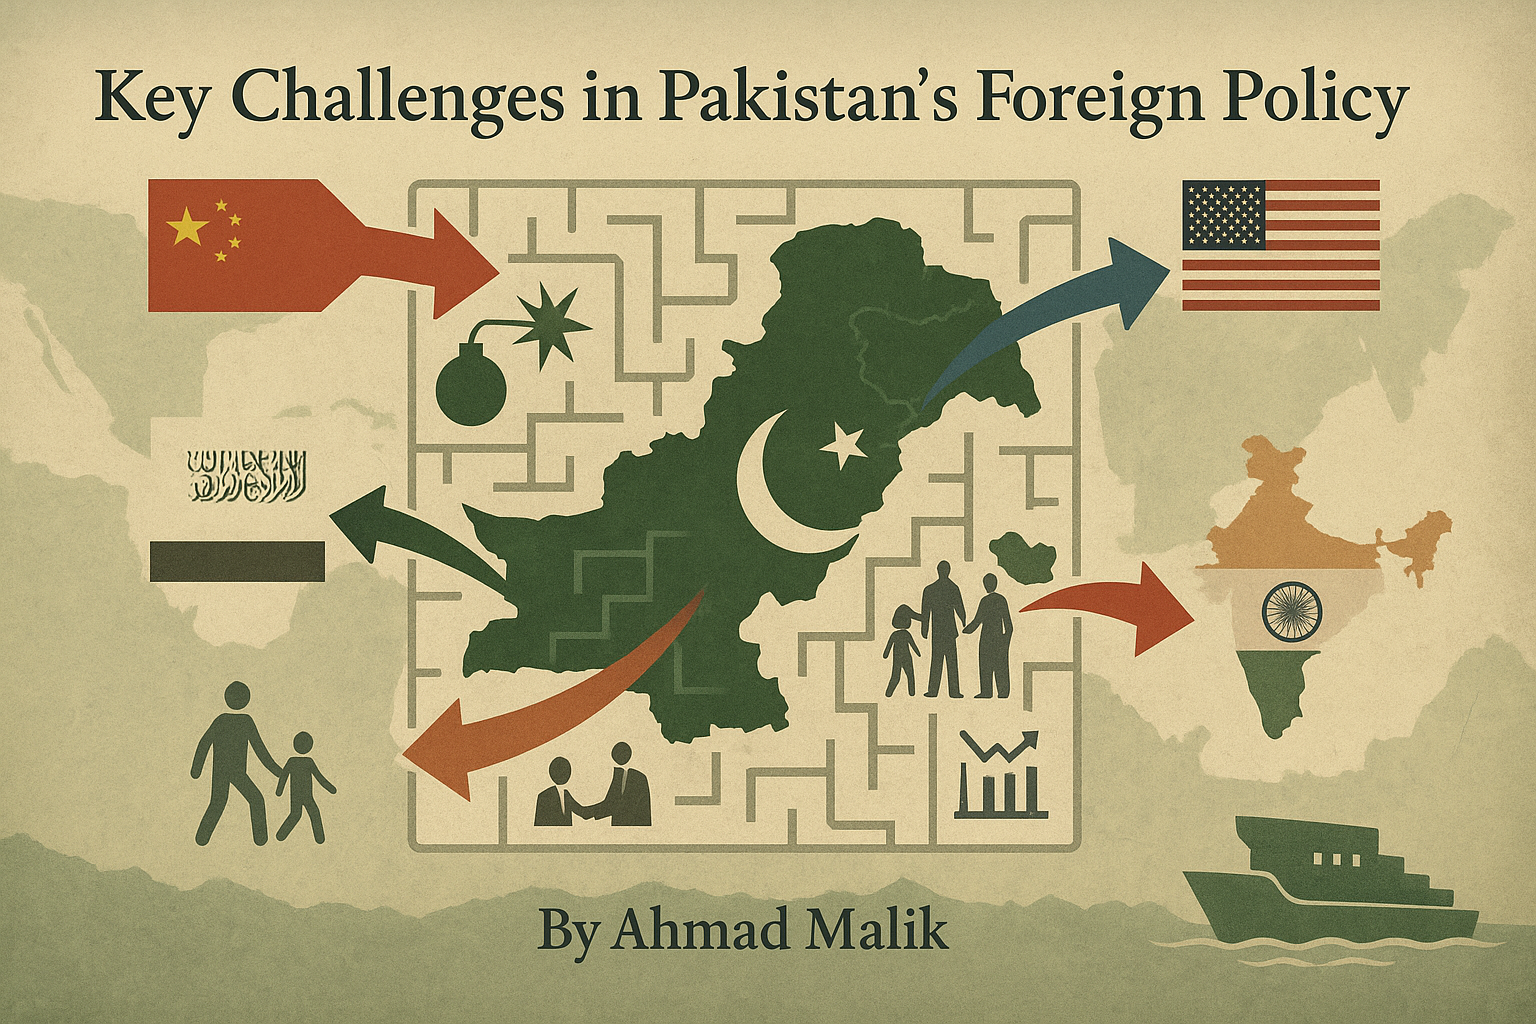 Key Challenges in Pakistan's Foreign Policy
By Ahmad Malik